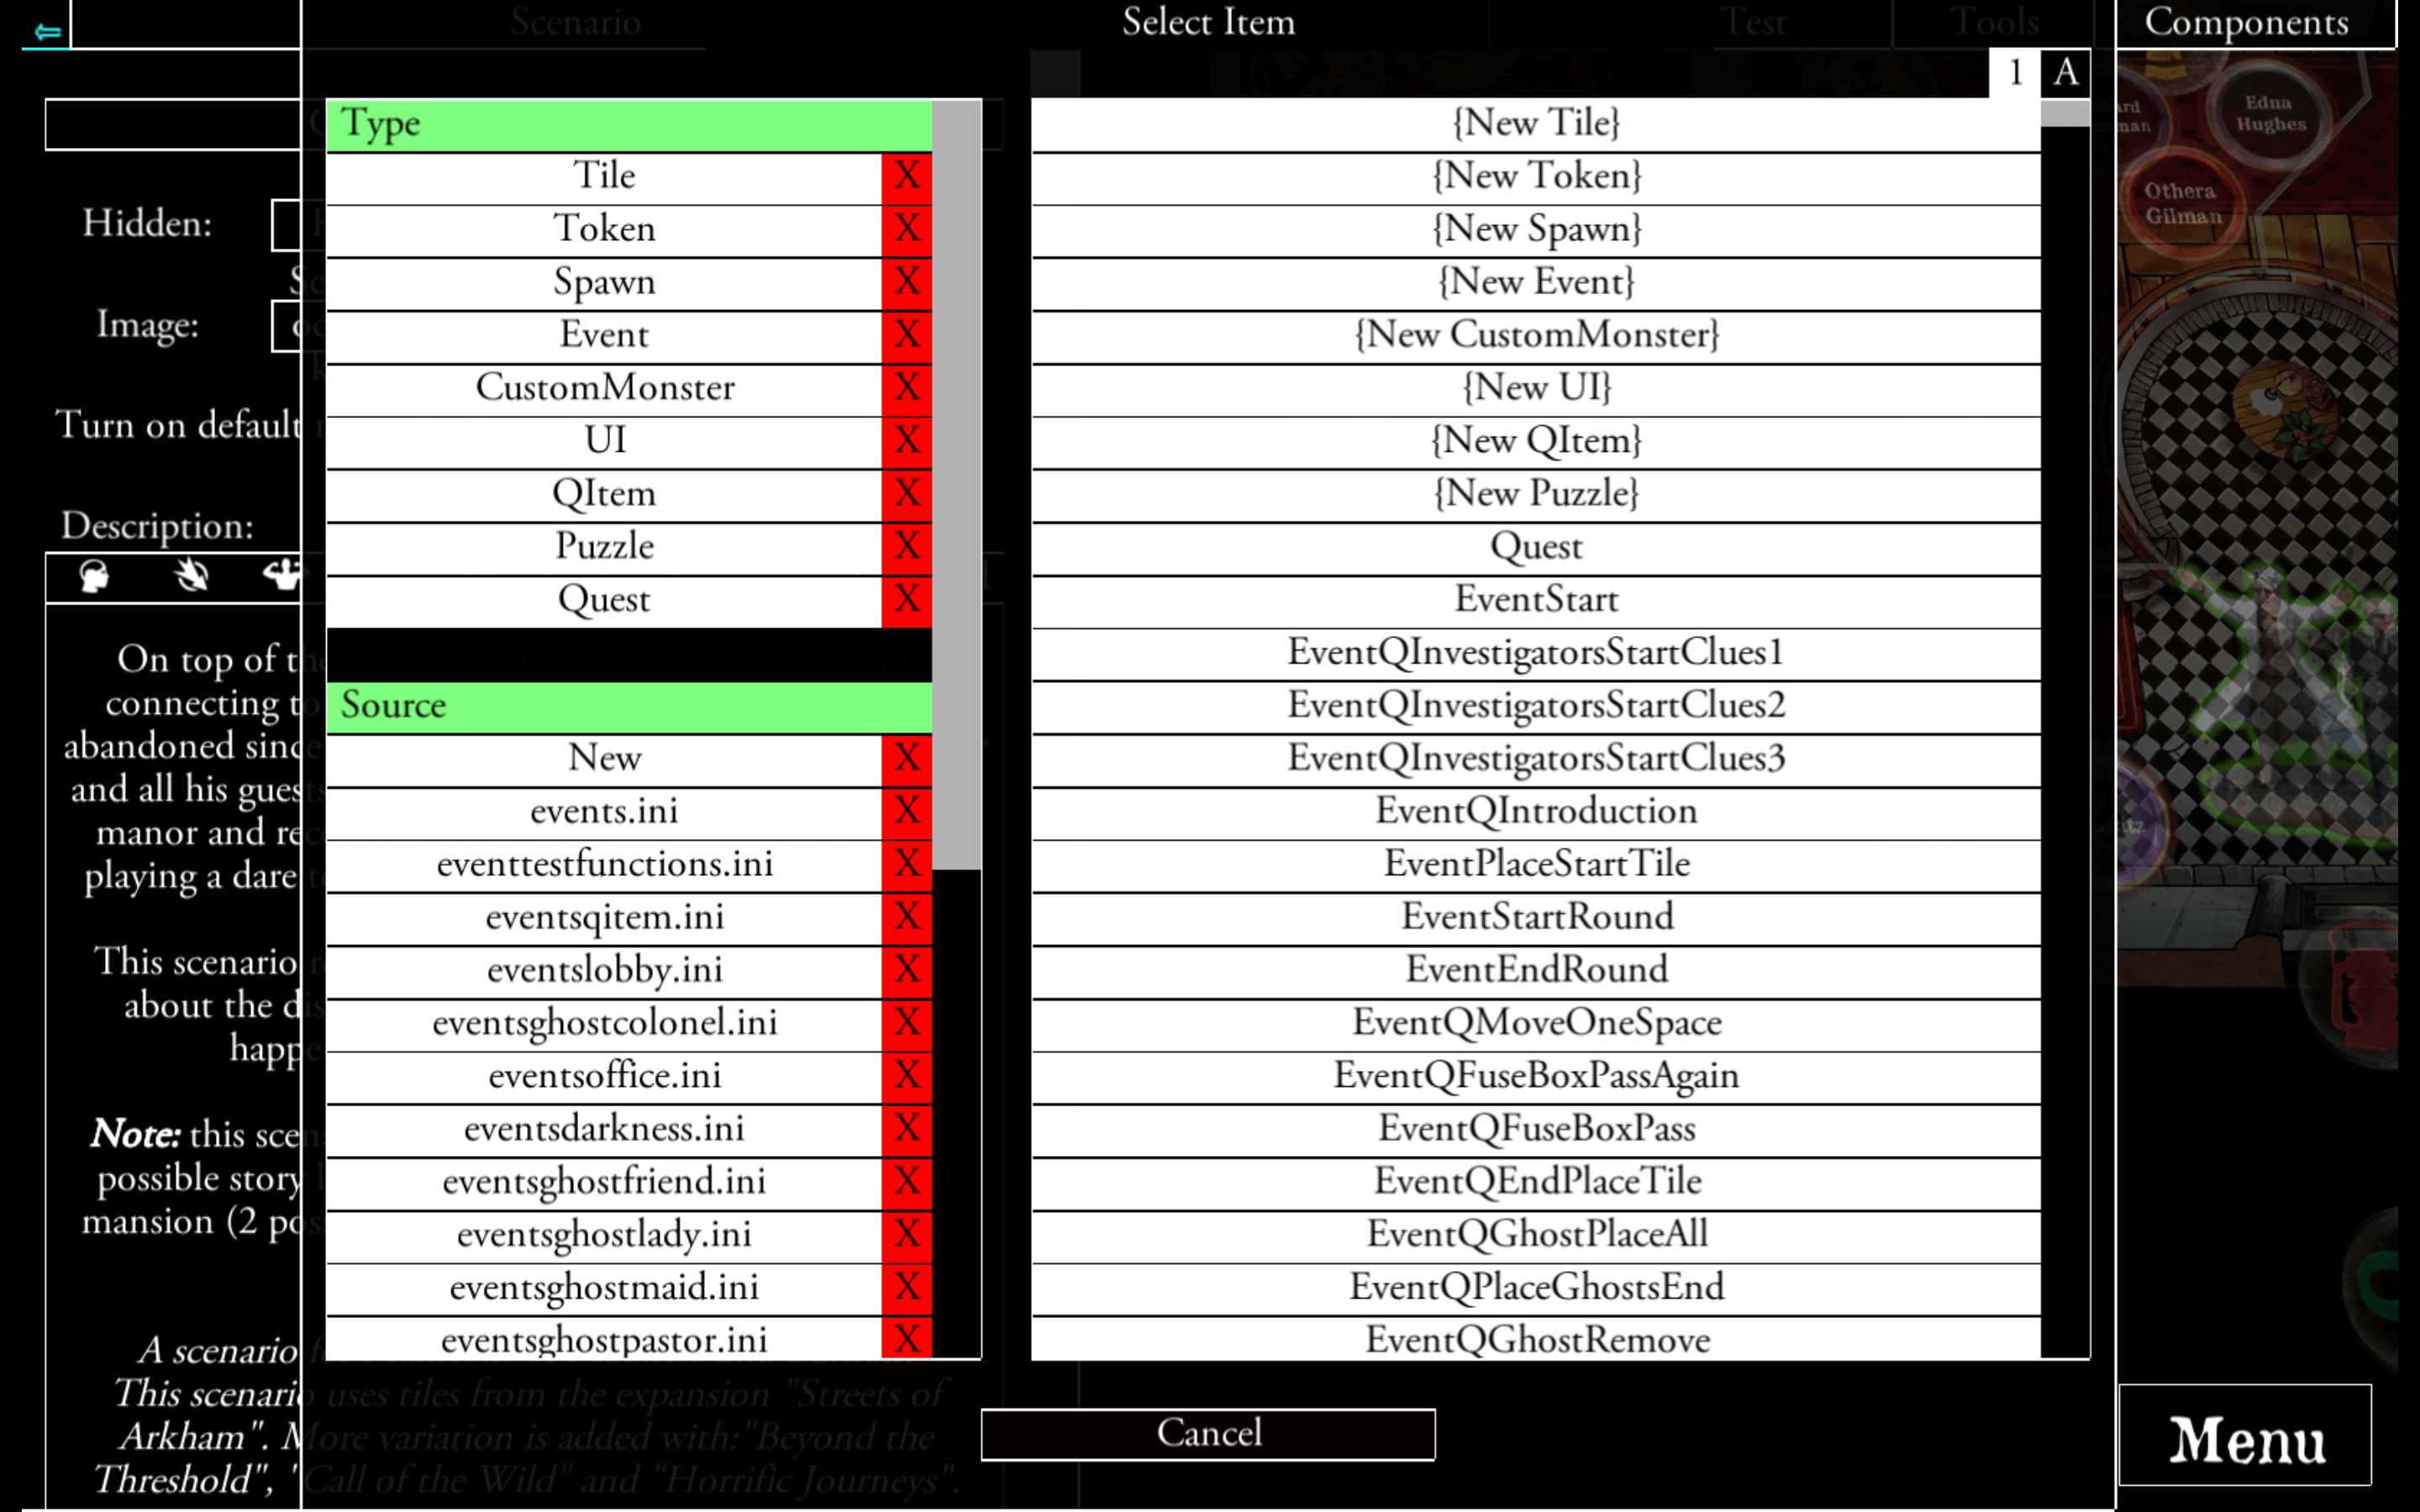 Scenario
Select Item
Test
Tools
Components
1
A
Type
Tile X
Token X
Spawn X
Event X
CustomMonster X
UI X
QItem X
Puzzle X
Quest X
Source
New X
events.ini X
eventtestfunctions.ini X
eventsqitem.ini X
eventslobby.ini X
eventsghostcolonel.ini X
eventsoffice.ini X
eventsdarkness.ini X
eventsghostfriend.ini X
eventsghostlady.ini X
eventsghostmaid.ini X
eventsghostpastor.ini X
{New Tile}
{New Token}
{New Spawn}
{New Event}
{New CustomMonster}
{New UI}
{New QItem}
{New Puzzle}
Quest
EventStart
EventQInvestigatorsStartClues1
EventQInvestigatorsStartClues2
EventQInvestigatorsStartClues3
EventQIntroduction
EventPlaceStartTile
EventStartRound
EventEndRound
EventQMoveOneSpace
EventQFuseBoxPassAgain
EventQFuseBoxPass
EventQEndPlaceTile
EventQGhostPlaceAll
EventQPlaceGhostsEnd
EventQGhostRemove
Hidden:
Image:
Turn on default
Description:
On top of the
connecting to
abandoned since
and all his guests
manor and
playing a dare
This scenario
about the
Note: this
possible story
mansion (2
A scenario
This scenario uses tiles from the expansion "Streets of
Arkham". More variation is added with:"Beyond the
Threshold", "Call of the Wild" and "Horrific Journeys".
Edna
Hughes
Othera
Gilman
Cancel
Menu